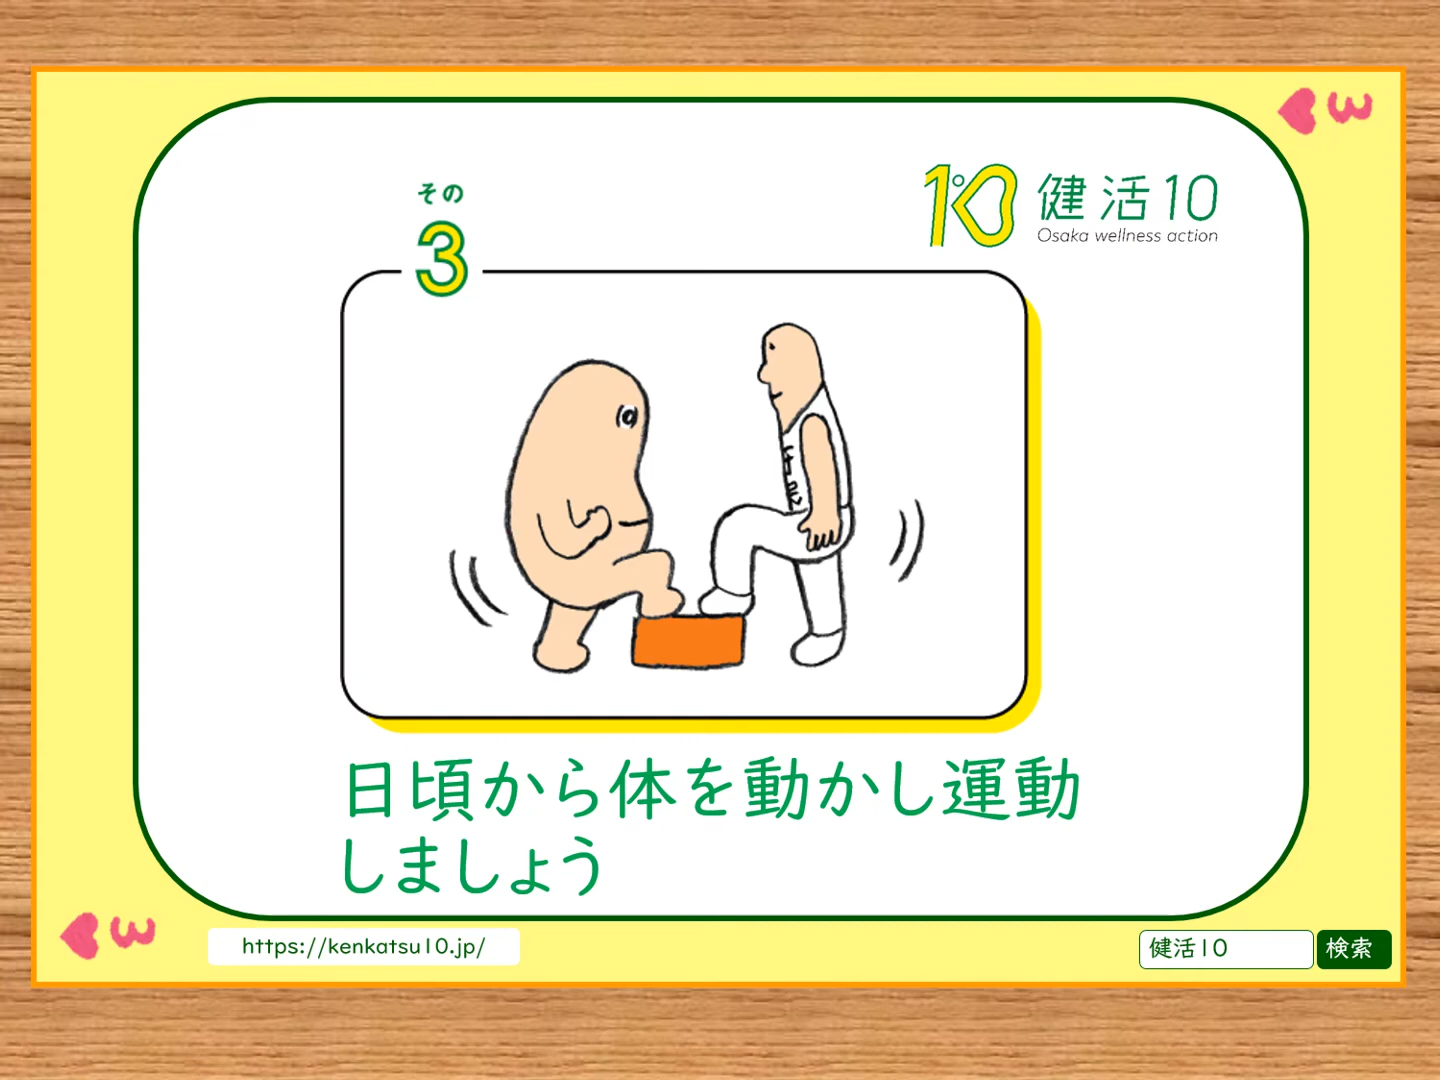 その
3
健活10
Osaka wellness action
日頃から体を動かし運動
しましょう
https://kenkatsu10.jp/
健活10
検索